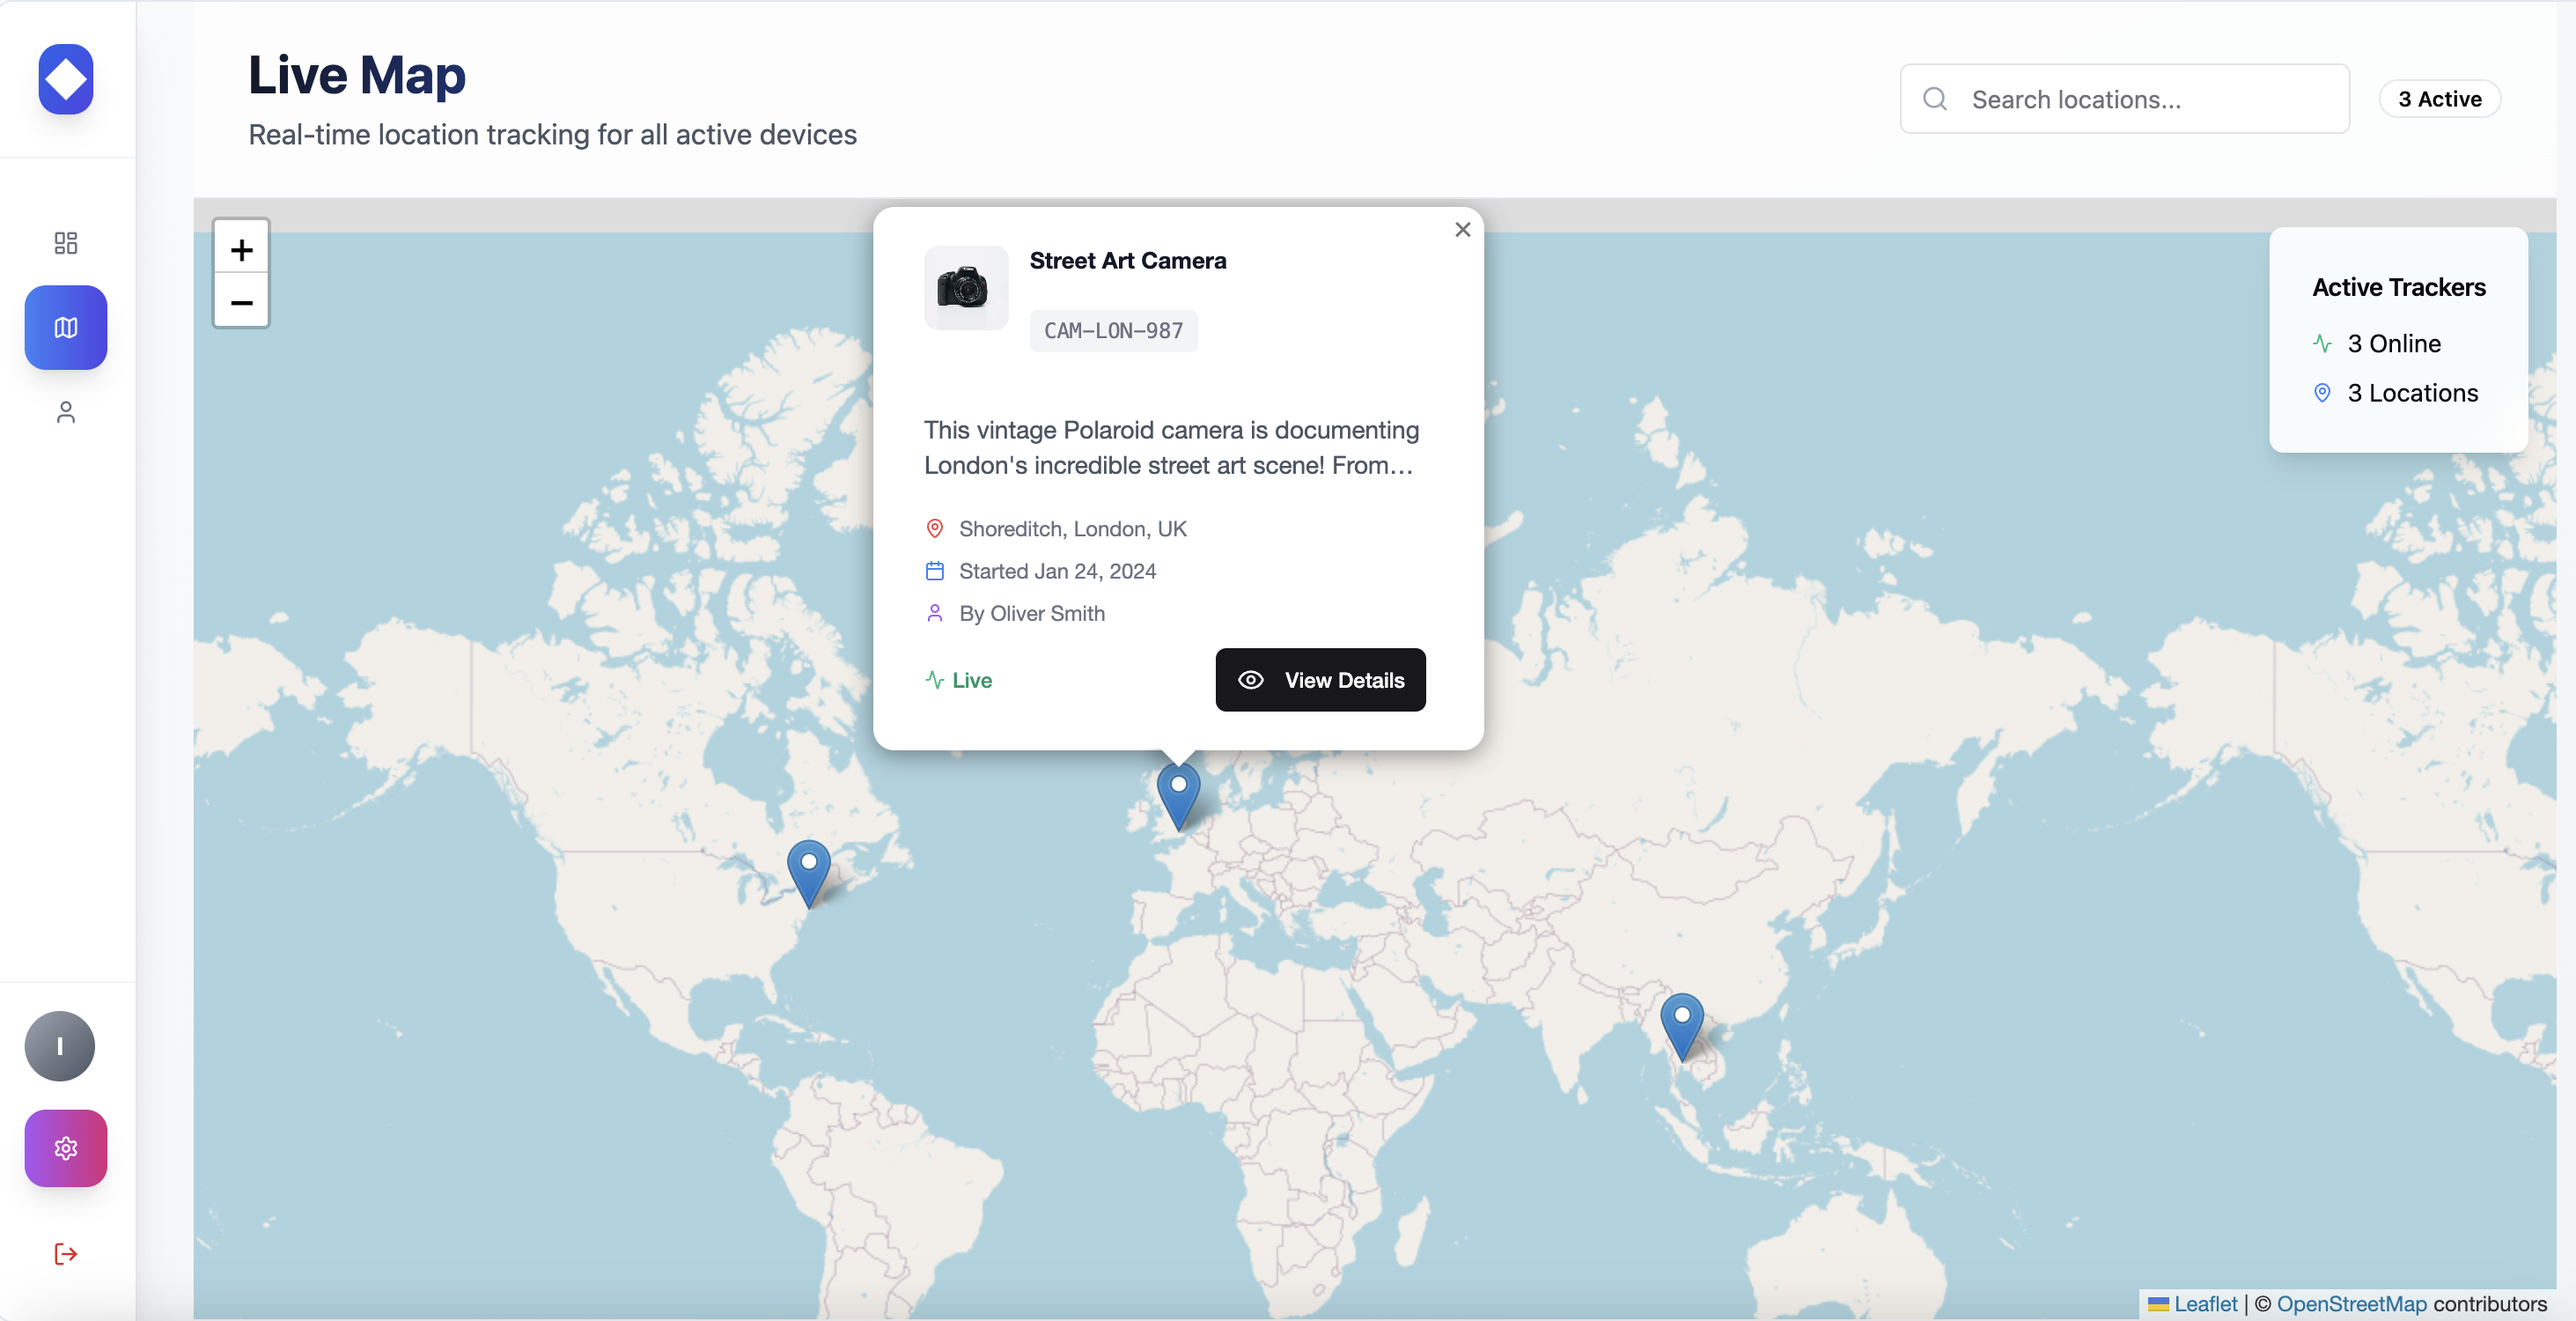 Live Map
Real-time location tracking for all active devices
Search locations...
3 Active
+
−
Street Art Camera
CAM-LON-987
This vintage Polaroid camera is documenting
London's incredible street art scene! From…
Shoreditch, London, UK
Started Jan 24, 2024
By Oliver Smith
Live
View Details
Active Trackers
3 Online
3 Locations
I
Leaflet | © OpenStreetMap contributors